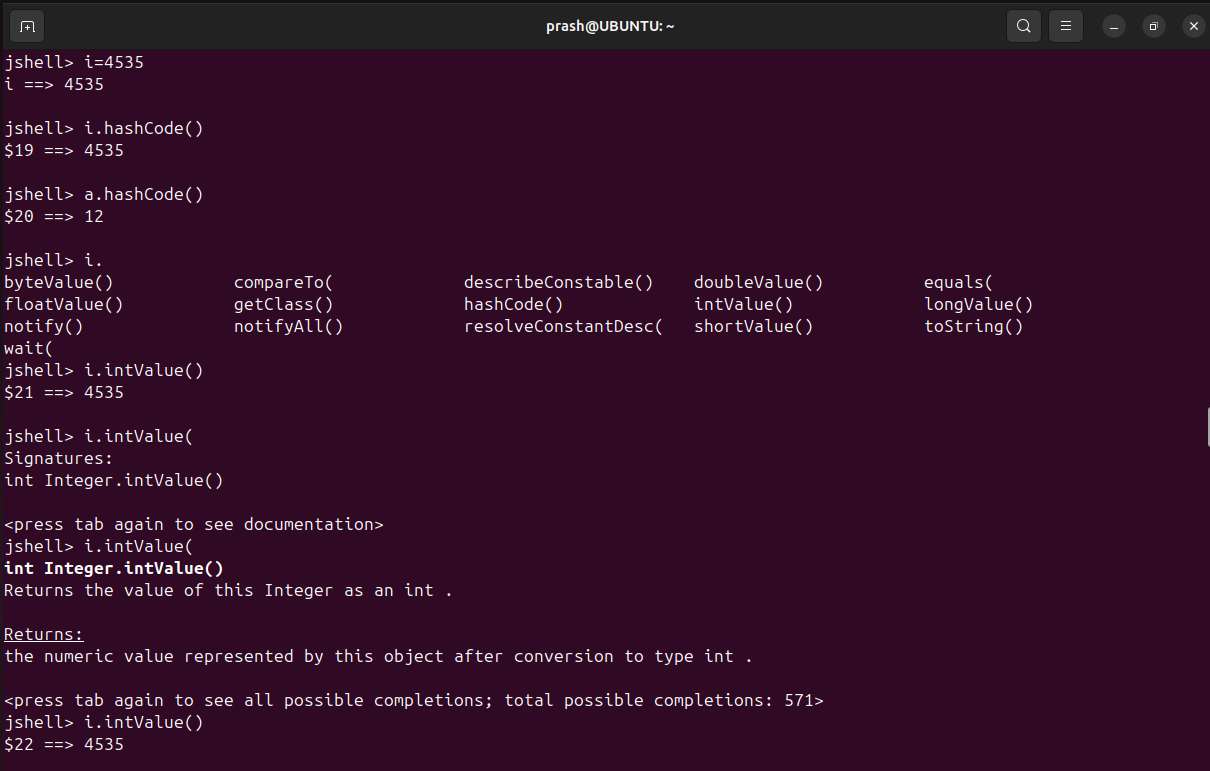 prash@UBUNTU: ~
jshell> i=4535
i ==> 4535
jshell> i.hashCode()
$19 ==> 4535
jshell> a.hashCode()
$20 ==> 12
jshell> i.
byteValue() compareTo( describeConstable() doubleValue() equals(
floatValue() getClass() hashCode() intValue() longValue()
notify() notifyAll() resolveConstantDesc( shortValue() toString()
wait(
jshell> i.intValue()
$21 ==> 4535
jshell> i.intValue(
Signatures:
int Integer.intValue()
<press tab again to see documentation>
jshell> i.intValue(
int Integer.intValue()
Returns the value of this Integer as an int .
Returns:
the numeric value represented by this object after conversion to type int .
<press tab again to see all possible completions; total possible completions: 571>
jshell> i.intValue()
$22 ==> 4535